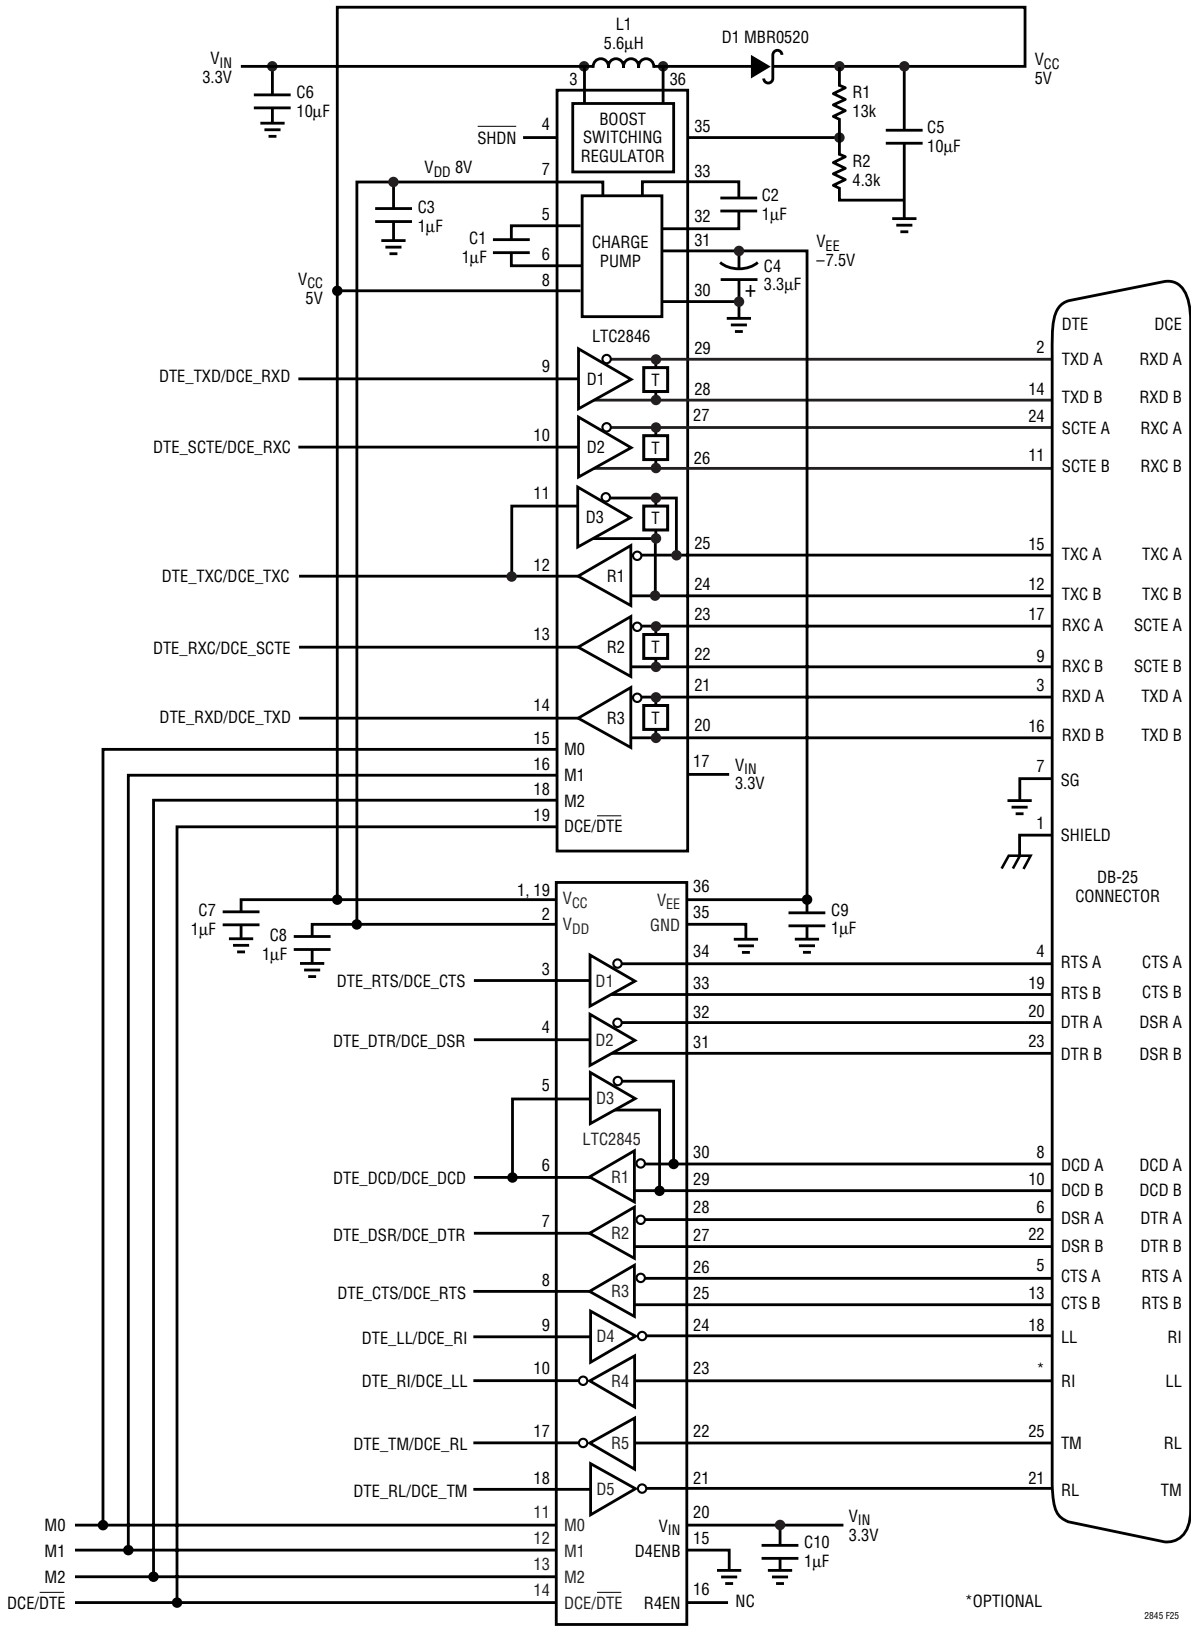 L1
5.6µH
D1 MBR0520
VIN
3.3V
VCC
5V
3
36
C6
10µF
R1
13k
BOOST
SWITCHING
REGULATOR
SHDN
4
35
C5
10µF
R2
4.3k
VDD 8V
7
33
C3
1µF
C2
1µF
5
32
C1
1µF
6
CHARGE
PUMP
31
VEE
–7.5V
C4
3.3µF
+
VCC
5V
8
30
LTC2846
DTE DCE
DTE_TXD/DCE_RXD
9
D1
T
29
2
TXD A RXD A
28
14
TXD B RXD B
DTE_SCTE/DCE_RXC
10
D2
T
27
24
SCTE A RXC A
26
11
SCTE B RXC B
11
D3
T
DTE_TXC/DCE_TXC
12
R1
25
15
TXC A TXC A
24
12
TXC B TXC B
DTE_RXC/DCE_SCTE
13
R2
T
23
17
RXC A SCTE A
22
9
RXC B SCTE B
DTE_RXD/DCE_TXD
14
R3
T
21
3
RXD A TXD A
20
16
RXD B TXD B
15
M0
16
M1
17
VIN
3.3V
18
M2
19
DCE/DTE
7
SG
1
SHIELD
DB-25
CONNECTOR
C7
1µF
1, 19
VCC
VEE
36
C9
1µF
C8
1µF
2
VDD
GND
35
DTE_RTS/DCE_CTS
3
D1
34
4
RTS A CTS A
33
19
RTS B CTS B
DTE_DTR/DCE_DSR
4
D2
32
20
DTR A DSR A
31
23
DTR B DSR B
5
D3
LTC2845
DTE_DCD/DCE_DCD
6
R1
30
8
DCD A DCD A
29
10
DCD B DCD B
DTE_DSR/DCE_DTR
7
R2
28
6
DSR A DTR A
27
22
DSR B DTR B
DTE_CTS/DCE_RTS
8
R3
26
5
CTS A RTS A
25
13
CTS B RTS B
DTE_LL/DCE_RI
9
D4
24
18
LL RI
DTE_RI/DCE_LL
10
R4
23
*
RI LL
DTE_TM/DCE_RL
17
R5
22
25
TM RL
DTE_RL/DCE_TM
18
D5
21
21
RL TM
M0
11
M0
VIN
20
VIN
3.3V
M1
12
M1
D4ENB
15
C10
1µF
M2
13
M2
DCE/DTE
14
DCE/DTE
R4EN
16
NC
*OPTIONAL
2845 F25